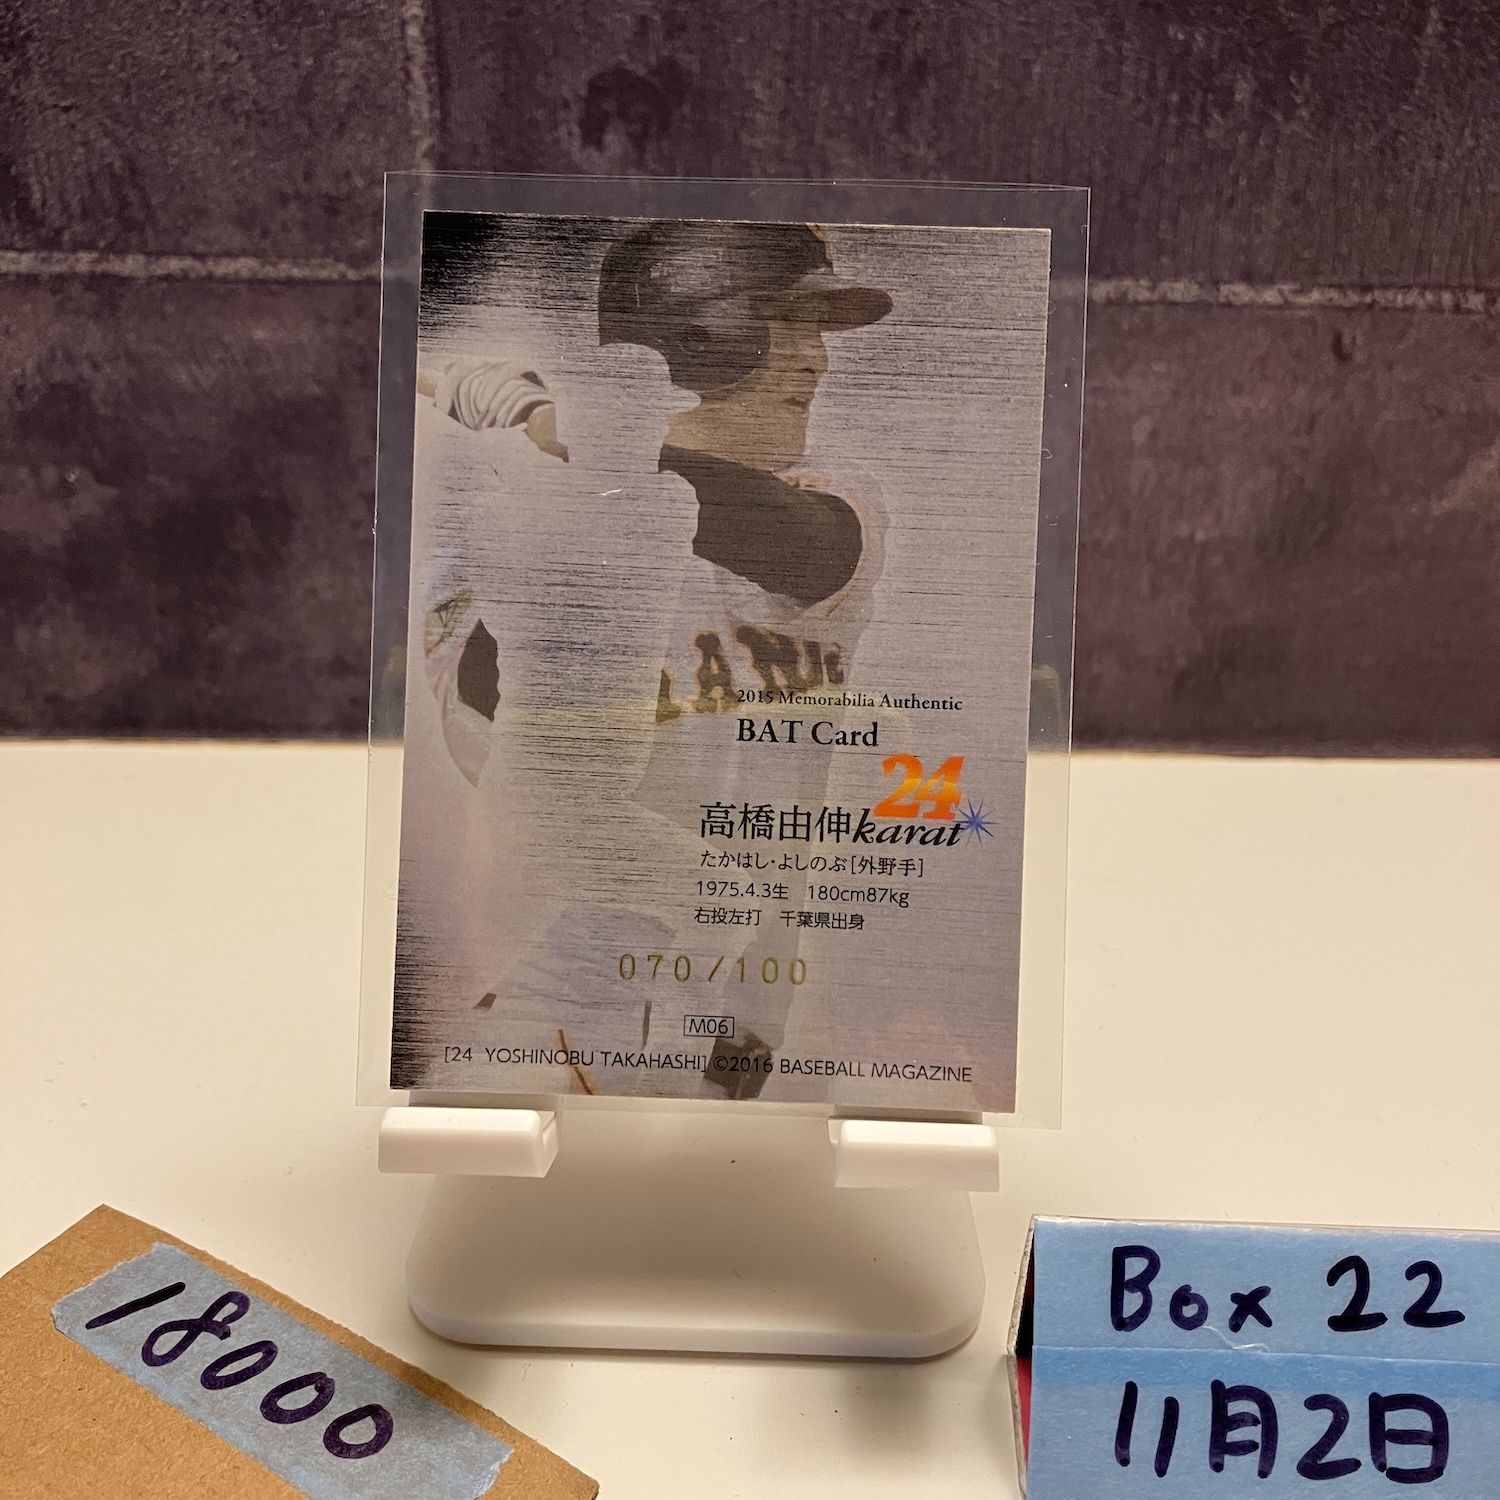 GIANTS
2015 Memorabilia Authentic
BAT Card
24
高橋由伸karat
たかはし・よしのぶ[外野手]
1975.4.3生 180cm87kg
右投左打 千葉県出身
070/100
M06
[24 YOSHINOBU TAKAHASHI] ©2016 BASEBALL MAGAZINE
18000
Box 22
11月2日